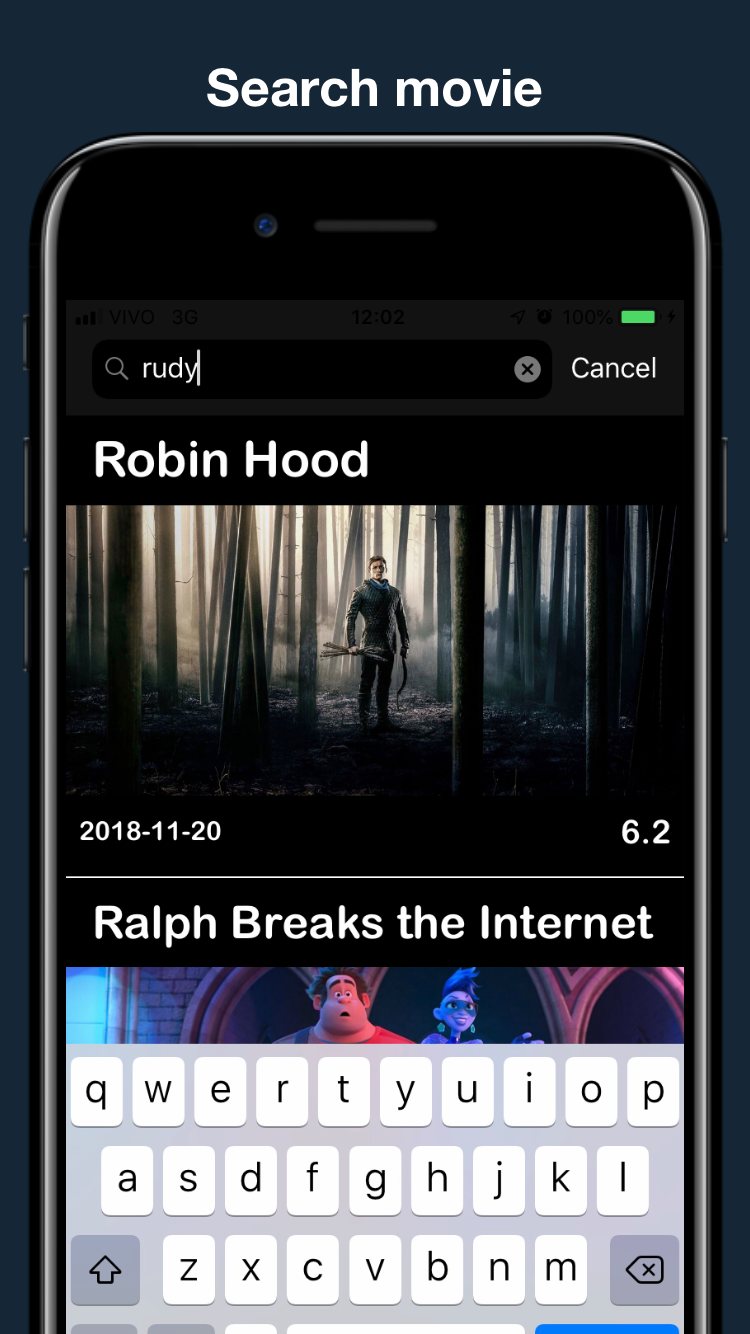 Search movie
VIVO 3G 12:02 100%
rudy Cancel
Robin Hood
2018-11-20 6.2
Ralph Breaks the Internet
q w e r t y u i o p
a s d f g h j k l
z x c v b n m